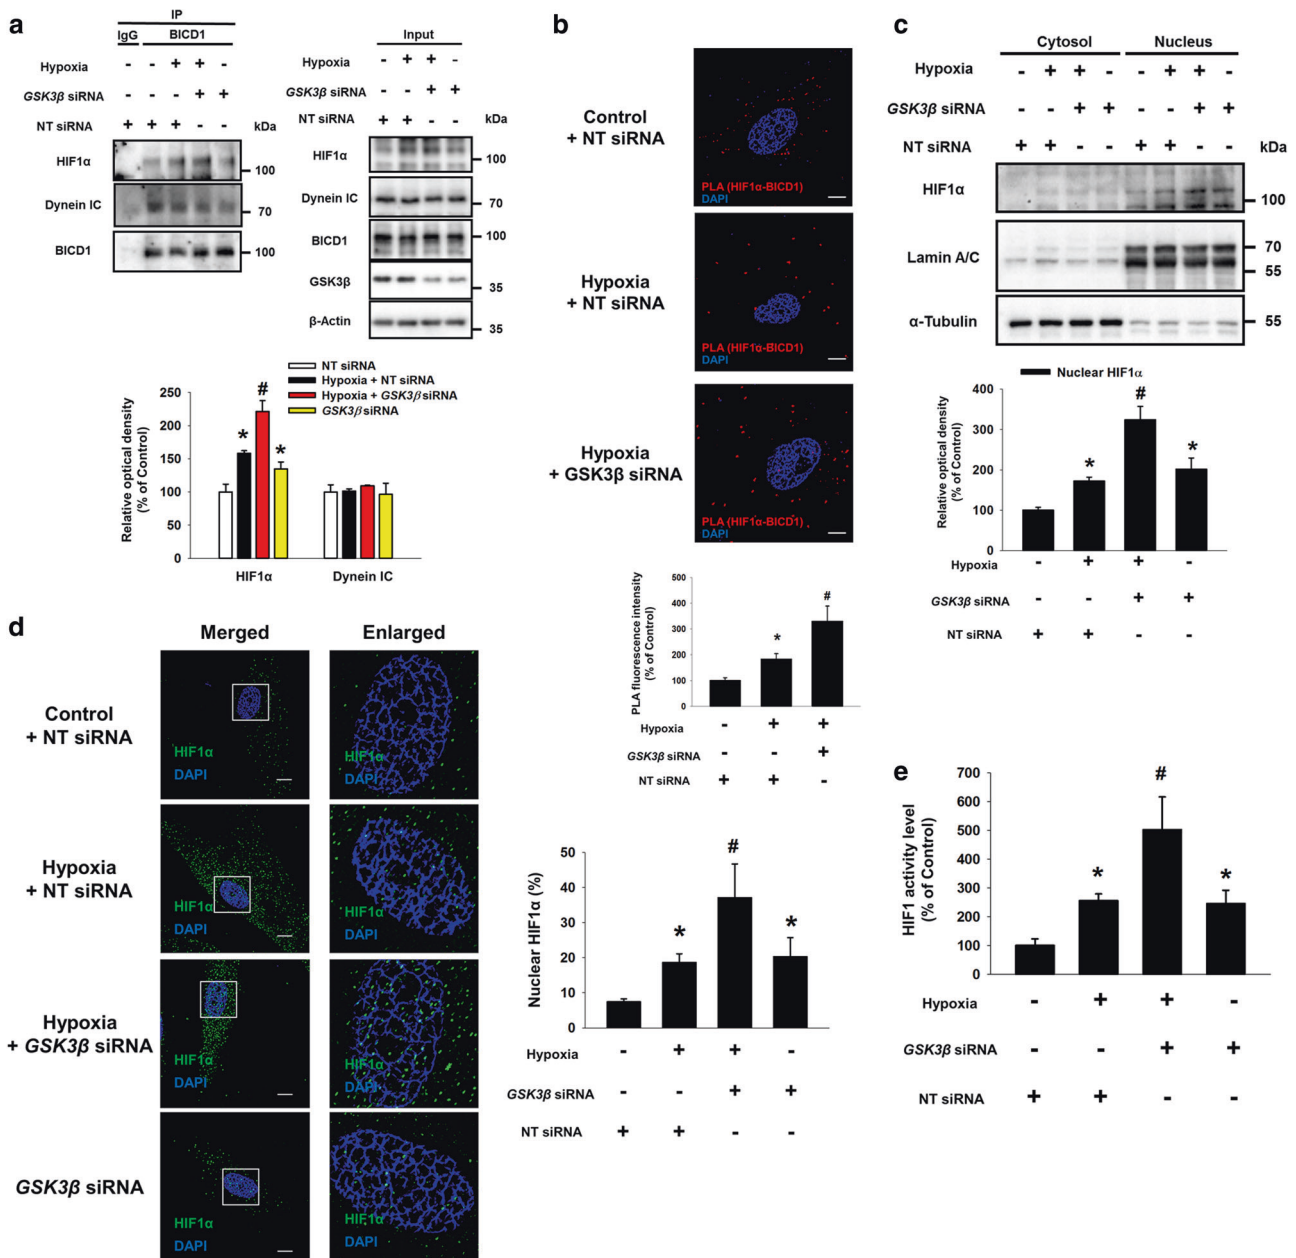 a
IP
IgG BICD1
Hypoxia - - + + -
GSK3β siRNA - - - + +
NT siRNA + + + - - kDa
HIF1α 100
Dynein IC 70
BICD1 100
Input
Hypoxia - + + -
GSK3β siRNA - - + +
NT siRNA + + - - kDa
HIF1α 100
Dynein IC 70
BICD1 100
GSK3β 35
β-Actin 35
NT siRNA
Hypoxia + NT siRNA
Hypoxia + GSK3β siRNA
GSK3β siRNA
Relative optical density
(% of Control)
250
200
150
100
50
0
* # *
HIF1α Dynein IC
b
Control
+ NT siRNA
PLA (HIF1α-BICD1)
DAPI
Hypoxia
+ NT siRNA
PLA (HIF1α-BICD1)
DAPI
Hypoxia
+ GSK3β siRNA
PLA (HIF1α-BICD1)
DAPI
PLA fluorescence intensity
(% of Control)
500
400
300
200
100
0
* #
Hypoxia - + +
GSK3β siRNA - - +
NT siRNA + + -
c
Cytosol Nucleus
Hypoxia - + + - - + + -
GSK3β siRNA - - + + - - + +
NT siRNA + + - - + + - - kDa
HIF1α 100
Lamin A/C 70
55
α-Tubulin 55
Nuclear HIF1α
Relative optical density
(% of Control)
400
300
200
100
0
* # *
Hypoxia - + + -
GSK3β siRNA - - + +
NT siRNA + + - -
d
Merged Enlarged
Control
+ NT siRNA
HIF1α
DAPI
HIF1α
DAPI
Hypoxia
+ NT siRNA
HIF1α
DAPI
HIF1α
DAPI
Hypoxia
+ GSK3β siRNA
HIF1α
DAPI
HIF1α
DAPI
GSK3β siRNA
HIF1α
DAPI
HIF1α
DAPI
Nuclear HIF1α (%)
50
40
30
20
10
0
* # *
Hypoxia - + + -
GSK3β siRNA - - + +
NT siRNA + + - -
e
HIF1 activity level
(% of Control)
700
600
500
400
300
200
100
0
* # *
Hypoxia - + + -
GSK3β siRNA - - + +
NT siRNA + + - -